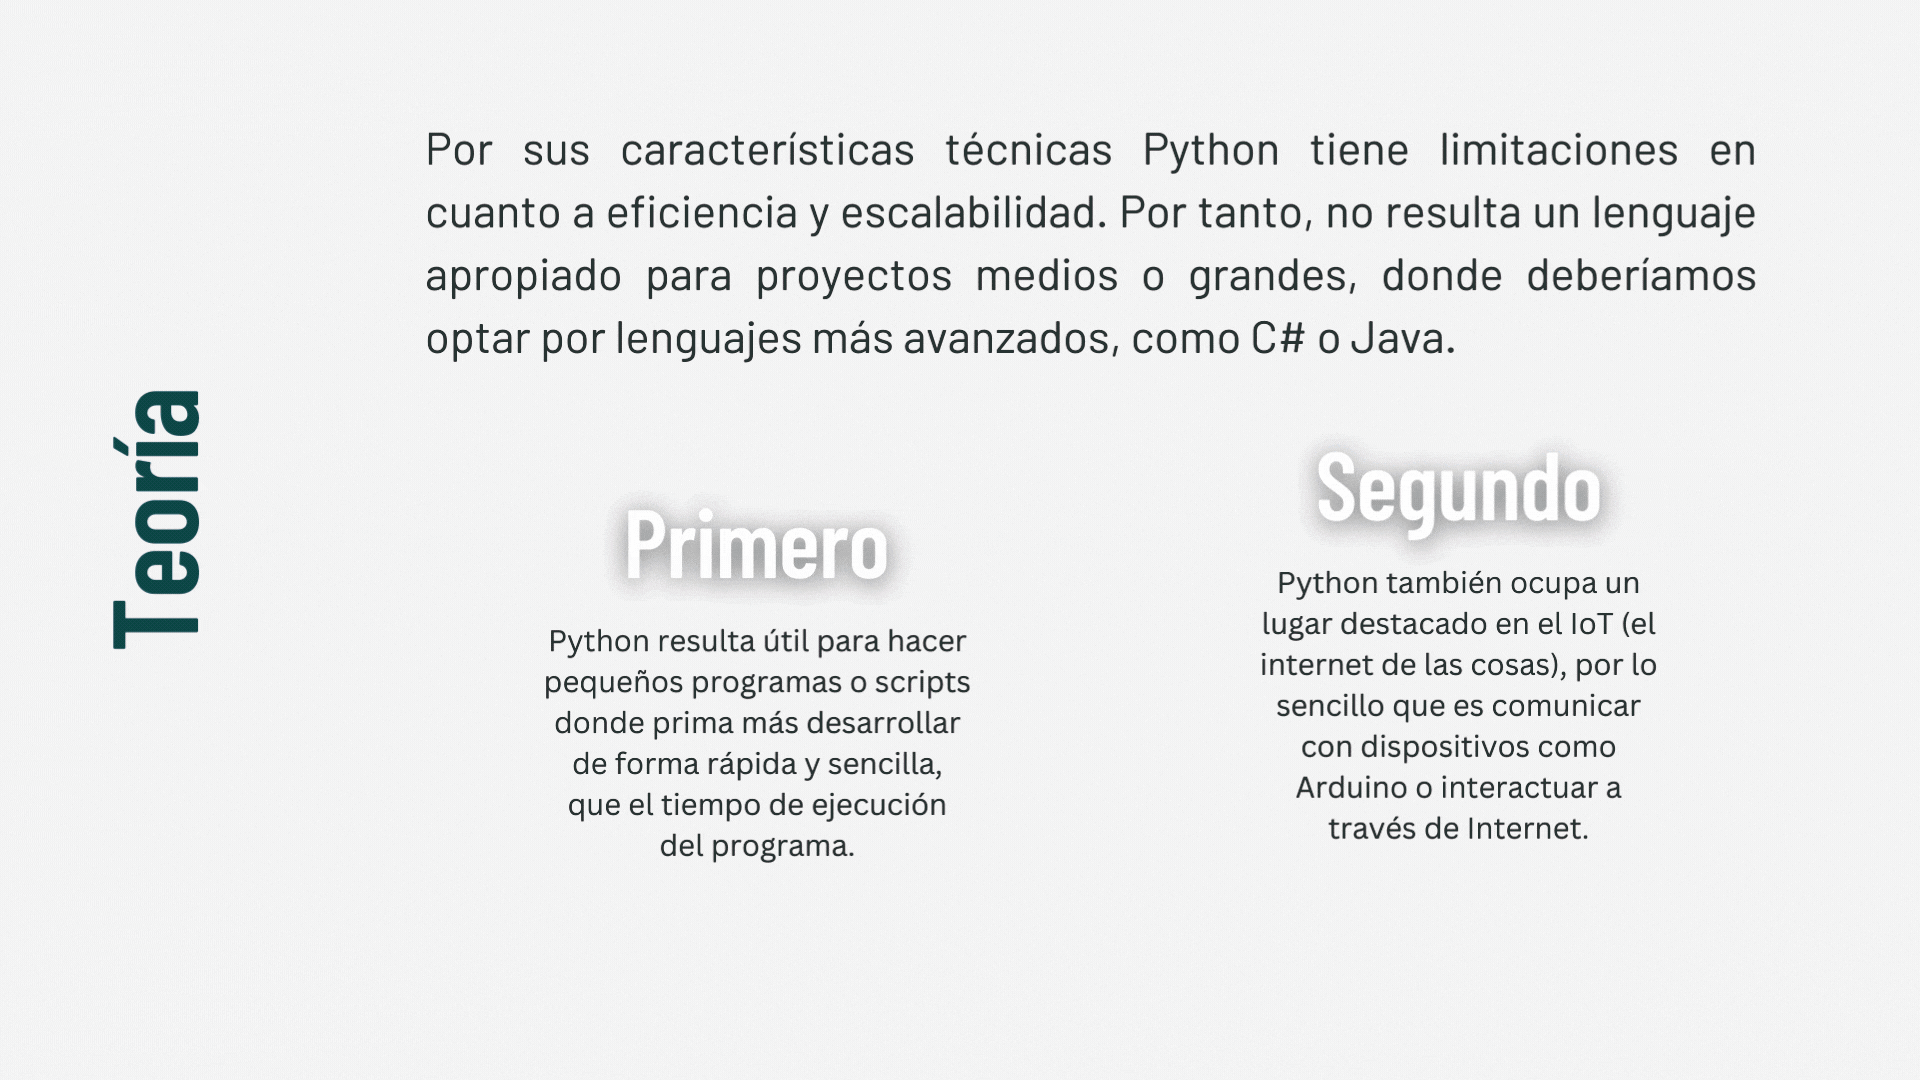 Por sus características técnicas Python tiene limitaciones en
cuanto a eficiencia y escalabilidad. Por tanto, no resulta un lenguaje
apropiado para proyectos medios o grandes, donde deberíamos
optar por lenguajes más avanzados, como C# o Java.
Teoría
Primero
Python resulta útil para hacer
pequeños programas o scripts
donde prima más desarrollar
de forma rápida y sencilla,
que el tiempo de ejecución
del programa.
Segundo
Python también ocupa un
lugar destacado en el IoT (el
internet de las cosas), por lo
sencillo que es comunicar
con dispositivos como
Arduino o interactuar a
través de Internet.